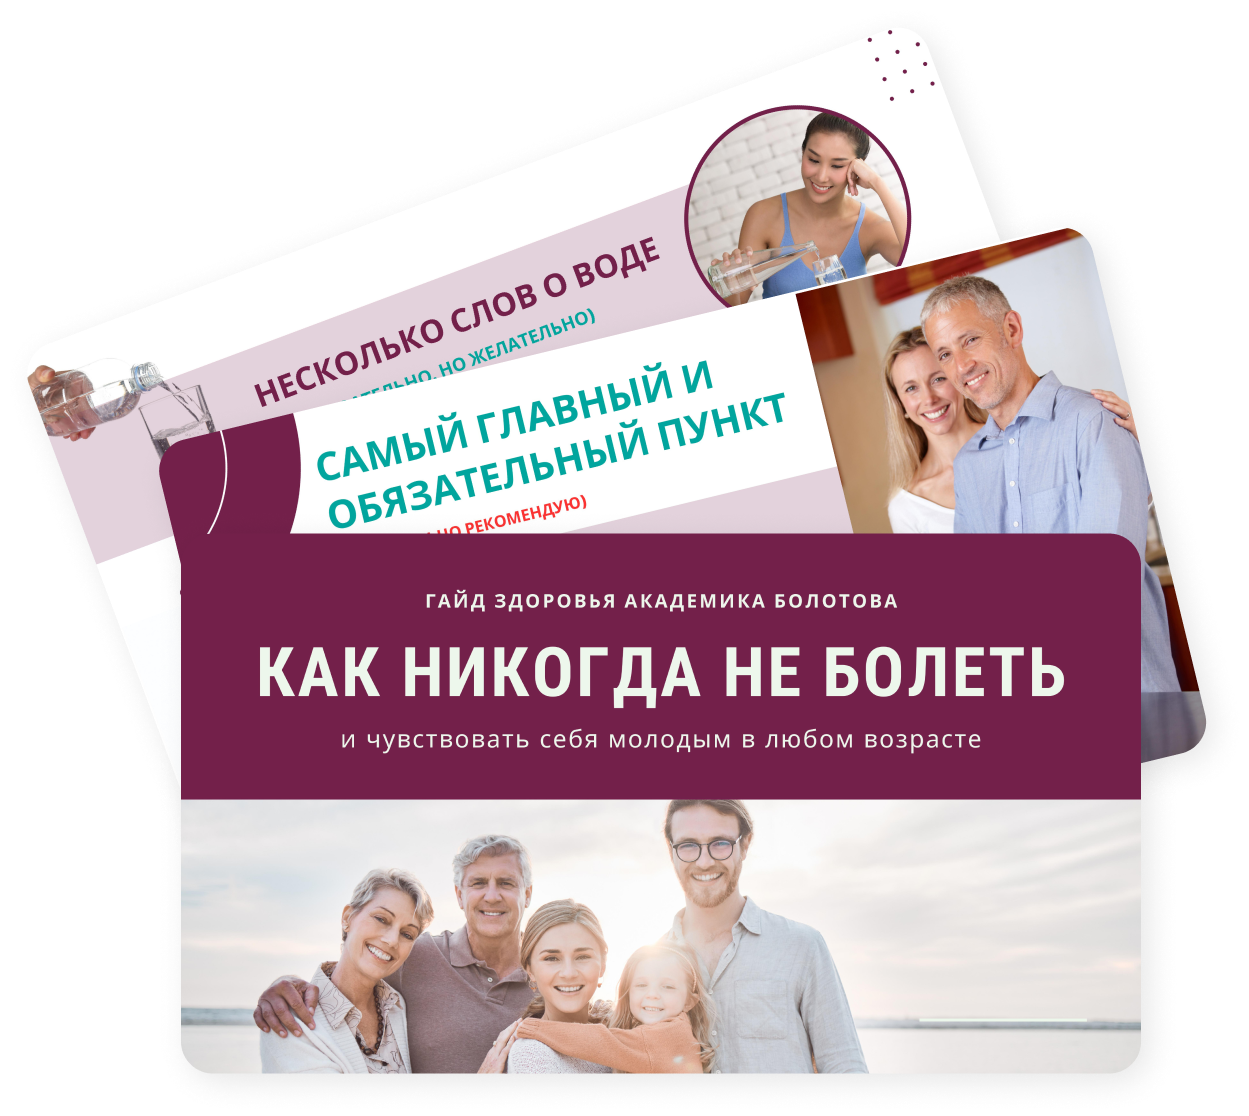 НЕСКОЛЬКО СЛОВ О ВОДЕ
НО ЖЕЛАТЕЛЬНО)
САМЫЙ ГЛАВНЫЙ И
ОБЯЗАТЕЛЬНЫЙ ПУНКТ
РЕКОМЕНДУЮ)
ГАЙД ЗДОРОВЬЯ АКАДЕМИКА БОЛОТОВА
КАК НИКОГДА НЕ БОЛЕТЬ
и чувствовать себя молодым в любом возрасте